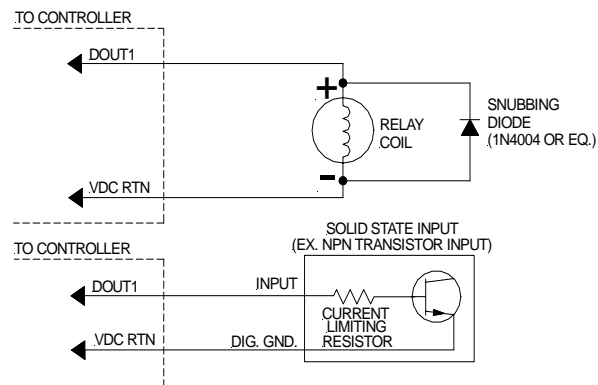 TO CONTROLLER
DOUT1
+
RELAY
COIL
SNUBBING
DIODE
(1N4004 OR EQ.)
-
VDC RTN
SOLID STATE INPUT
(EX. NPN TRANSISTOR INPUT)
TO CONTROLLER
DOUT1
INPUT
CURRENT
LIMITING
RESISTOR
VDC RTN
DIG. GND.